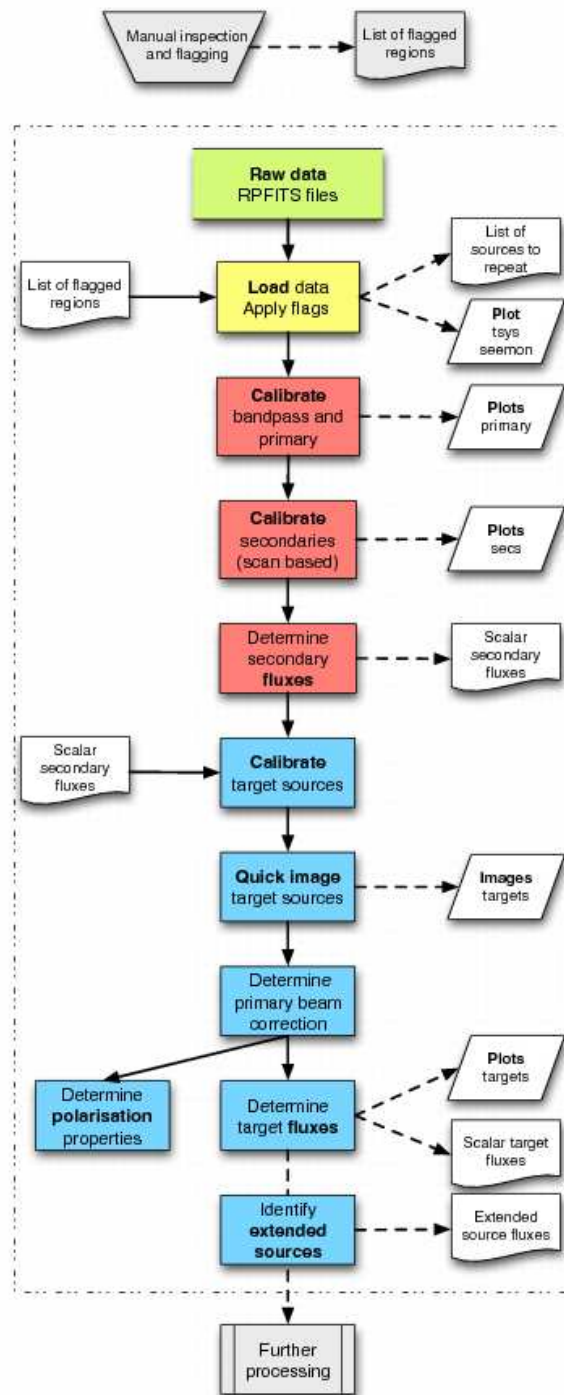 Manual inspection
and flagging
List of flagged
regions
Raw data
RPFITS files
List of flagged
regions
Load data
Apply flags
List of
sources to
repeat
Plot
tsys
seemon
Calibrate
bandpass and
primary
Plots
primary
Calibrate
secondaries
(scan based)
Plots
secs
Determine
secondary
fluxes
Scalar
secondary
fluxes
Scalar
secondary
fluxes
Calibrate
target sources
Quick image
target sources
Images
targets
Determine
primary beam
correction
Determine
polarisation
properties
Determine
target fluxes
Plots
targets
Scalar target
fluxes
Identify
extended
sources
Extended
source fluxes
Further
processing